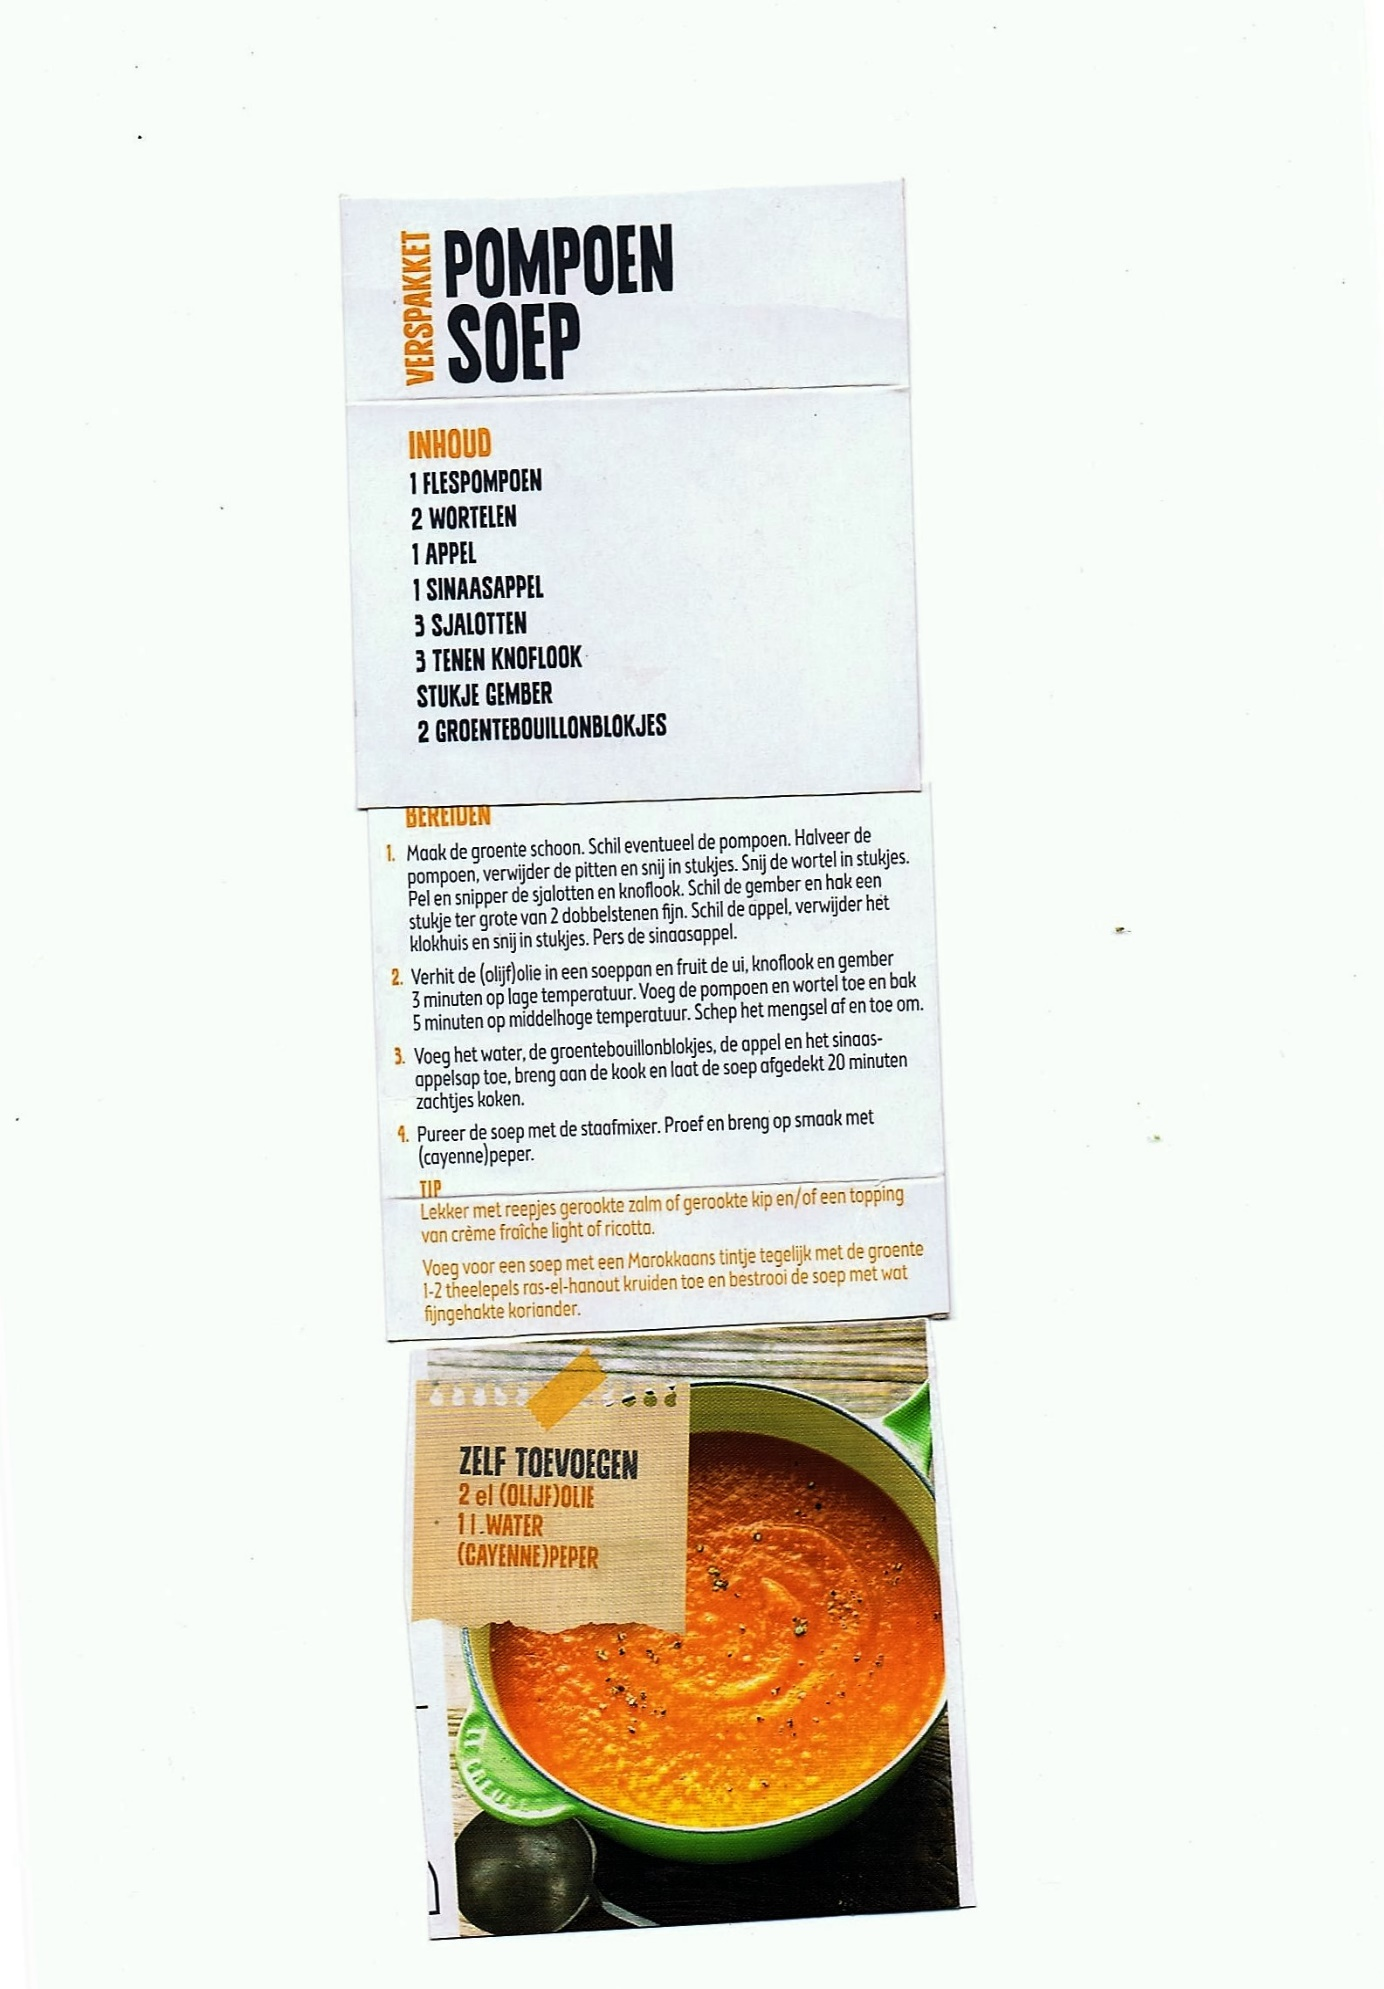 VERSPAKKET
POMPOEN
SOEP
INHOUD
1 FLESPOMPOEN
2 WORTELEN
1 APPEL
1 SINAASAPPEL
3 SJALOTTEN
3 TENEN KNOFLOOK
STUKJE GEMBER
2 GROENTEBOUILLONBLOKJES
BEREIDEN
1. Maak de groente schoon. Schil eventueel de pompoen. Halveer de
pompoen, verwijder de pitten en snij in stukjes. Snij de wortel in stukjes.
Pel en snipper de sjalotten en knoflook. Schil de gember en hak een
stukje ter grote van 2 dobbelstenen fijn. Schil de appel, verwijder het
klokhuis en snij in stukjes. Pers de sinaasappel.
2. Verhit de (olijf)olie in een soeppan en fruit de ui, knoflook en gember
3 minuten op lage temperatuur. Voeg de pompoen en wortel toe en bak
5 minuten op middelhoge temperatuur. Schep het mengsel af en toe om.
3. Voeg het water, de groentebouillonblokjes, de appel en het sinaas-
appelsap toe, breng aan de kook en laat de soep afgedekt 20 minuten
zachtjes koken.
4. Pureer de soep met de staafmixer. Proef en breng op smaak met
(cayenne)peper.
TIP
Lekker met reepjes gerookte zalm of gerookte kip en/of een topping
van crème fraîche light of ricotta.
Voeg voor een soep met een Marokkaans tintje tegelijk met de groente
1-2 theelepels ras-el-hanout kruiden toe en bestrooi de soep met wat
fijngehakte koriander.
ZELF TOEVOEGEN
2 el (OLIJF)OLIE
1 l. WATER
(CAYENNE)PEPER
LE CREUSET